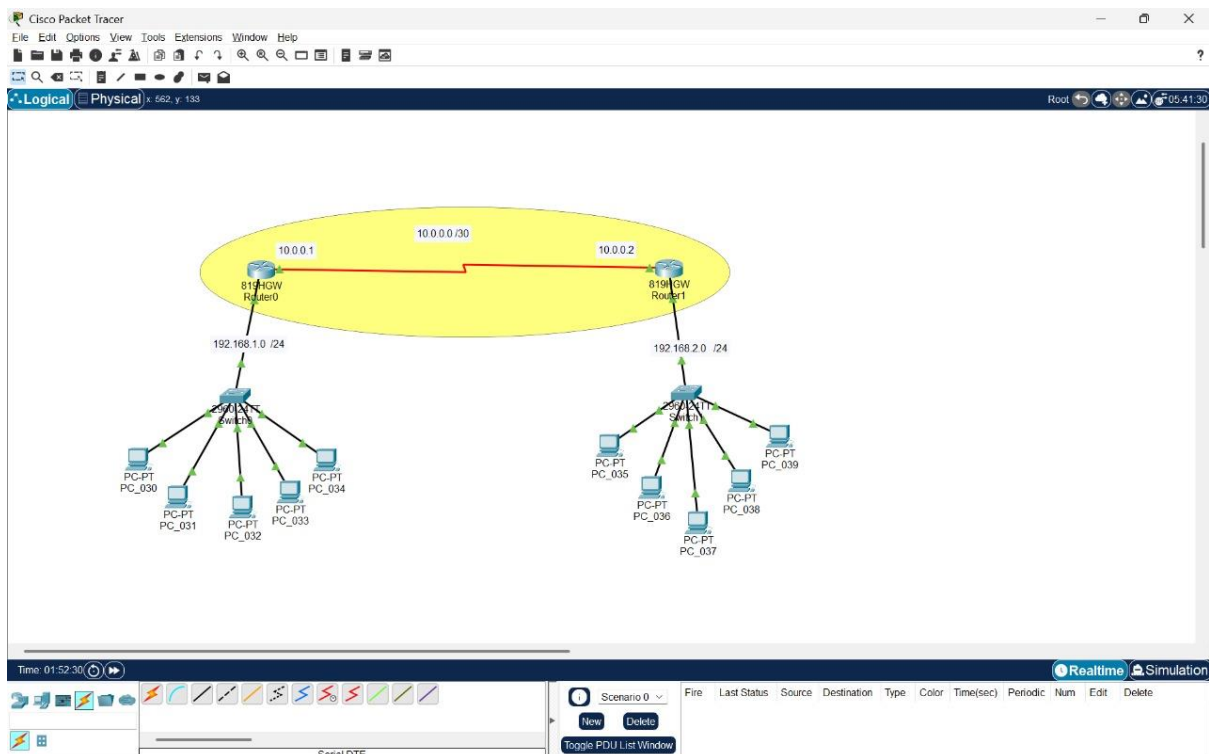 Cisco Packet Tracer
File Edit Options View Tools Extensions Window Help
?
Logical Physical x: 562, y: 133 Root 05.41:30
10.0.0.0 /30
10.0.0.1 10.0.0.2
819HGW
Router0
819HGW
Router1
192.168.1.0 /24
192.168.2.0 /24
2960-24TT
2960-24TT
PC-PT
PC_030
PC-PT
PC_031
PC-PT
PC_032
PC-PT
PC_033
PC-PT
PC_034
PC-PT
PC_035
PC-PT
PC_036
PC-PT
PC_037
PC-PT
PC_038
PC-PT
PC_039
Time: 01:52:30 Realtime Simulation
Scenario 0
New Delete
Toggle PDU List Window
Fire Last Status Source Destination Type Color Time(sec) Periodic Num Edit Delete
Serial DTE